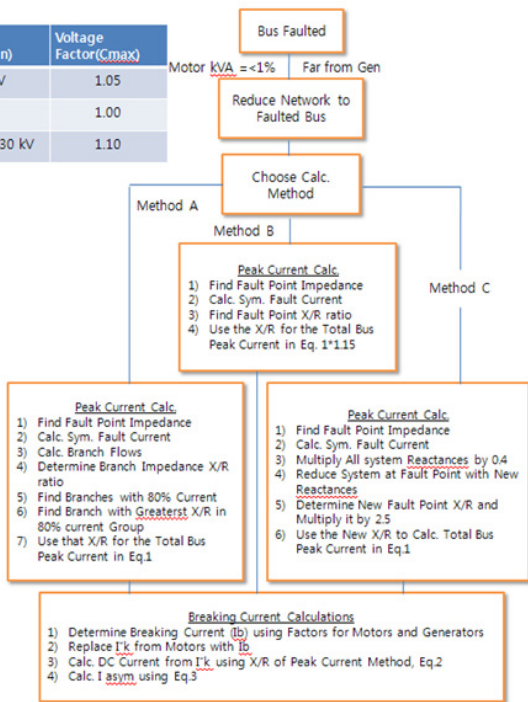 n)
Voltage
Factor(Cmax)
V
1.05
1.00
30 kV
1.10
Bus Faulted
Motor kVA =<1%
Far from Gen
Reduce Network to
Faulted Bus
Choose Calc.
Method
Method A
Method B
Method C
Peak Current Calc.
1) Find Fault Point Impedance
2) Calc. Sym. Fault Current
3) Find Fault Point X/R ratio
4) Use the X/R for the Total Bus
Peak Current in Eq. 1*1.15
Peak Current Calc.
1) Find Fault Point Impedance
2) Calc. Sym. Fault Current
3) Calc. Branch Flows
4) Determine Branch Impedance X/R
ratio
5) Find Branches with 80% Current
6) Find Branch with Greaterst X/R in
80% current Group
7) Use that X/R for the Total Bus
Peak Current in Eq.1
Peak Current Calc.
1) Find Fault Point Impedance
2) Calc. Sym. Fault Current
3) Multiply All system Reactances by 0.4
4) Reduce System at Fault Point with New
Reactances
5) Determine New Fault Point X/R and
Multiply it by 2.5
6) Use the New X/R to Calc. Total Bus
Peak Current in Eq.1
Breaking Current Calculations
1) Determine Breaking Current (Ib) using Factors for Motors and Generators
2) Replace I"k from Motors with Ib
3) Calc. DC Current from I"k using X/R of Peak Current Method, Eq.2
4) Calc. I asym using Eq.3